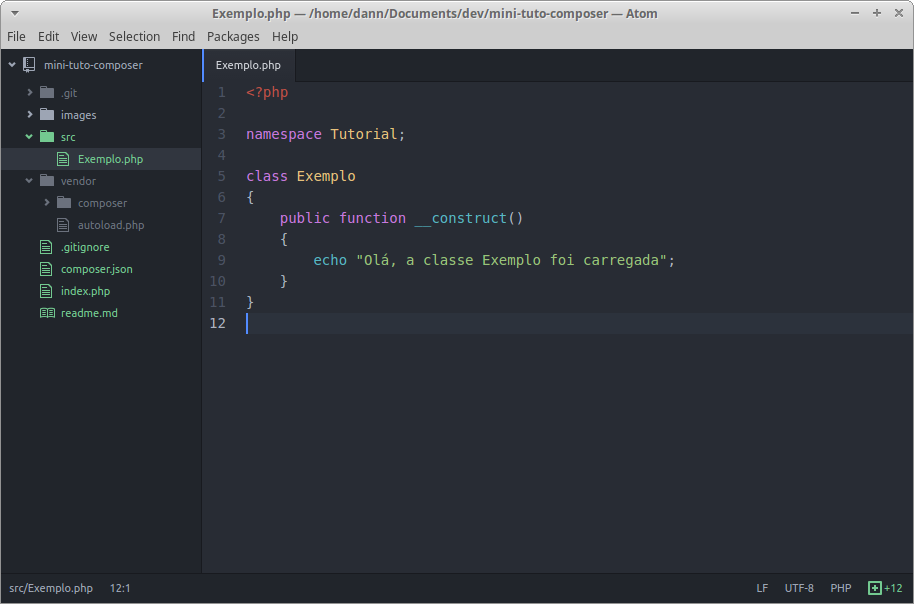 Exemplo.php — /home/dann/Documents/dev/mini-tuto-composer — Atom
File Edit View Selection Find Packages Help
mini-tuto-composer
.git
images
src
Exemplo.php
vendor
composer
autoload.php
.gitignore
composer.json
index.php
readme.md
Exemplo.php
1 <?php
2
3 namespace Tutorial;
4
5 class Exemplo
6 {
7     public function __construct()
8     {
9         echo "Olá, a classe Exemplo foi carregada";
10     }
11 }
12
src/Exemplo.php 12:1 LF UTF-8 PHP +12